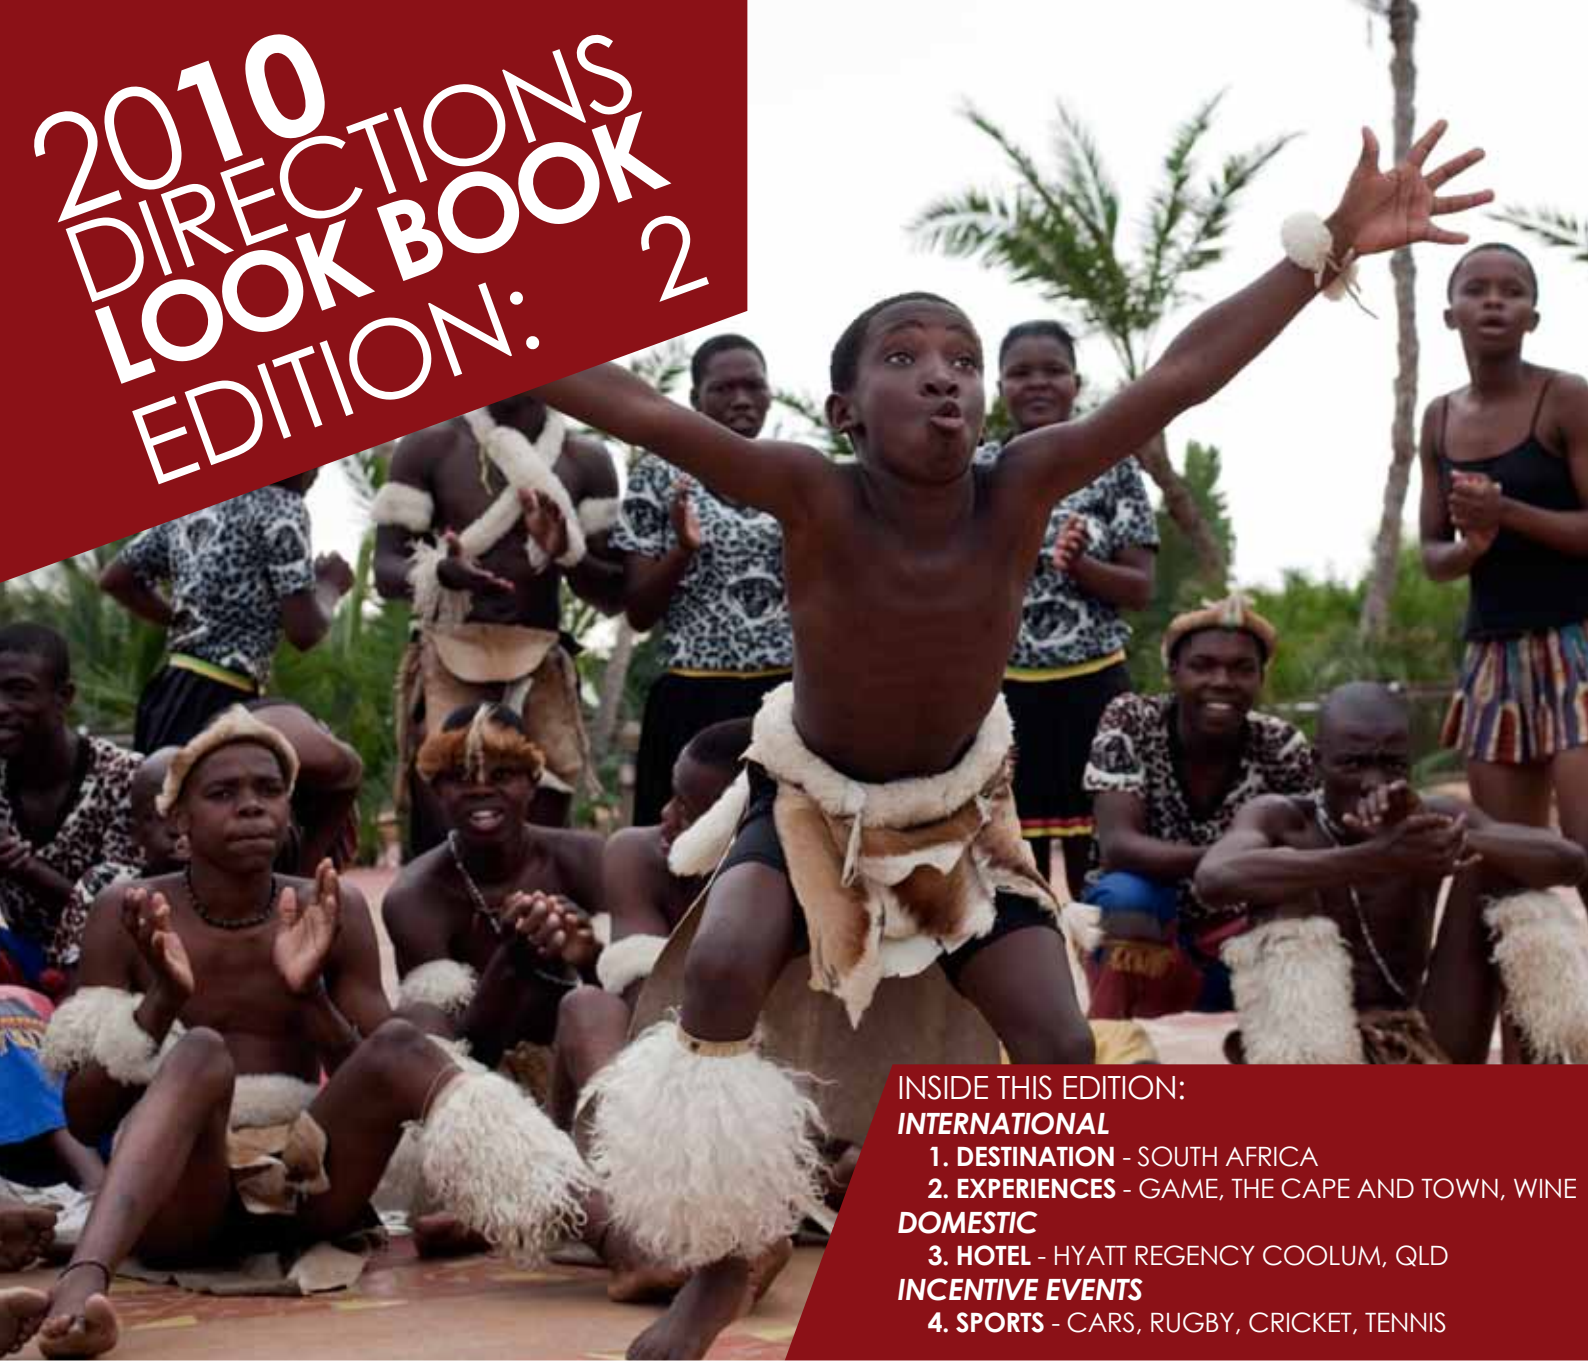 2010
DIRECTIONS
LOOK BOOK
EDITION: 2
INSIDE THIS EDITION:
INTERNATIONAL
1. DESTINATION - SOUTH AFRICA
2. EXPERIENCES - GAME, THE CAPE AND TOWN, WINE
DOMESTIC
3. HOTEL - HYATT REGENCY COOLUM, QLD
INCENTIVE EVENTS
4. SPORTS - CARS, RUGBY, CRICKET, TENNIS